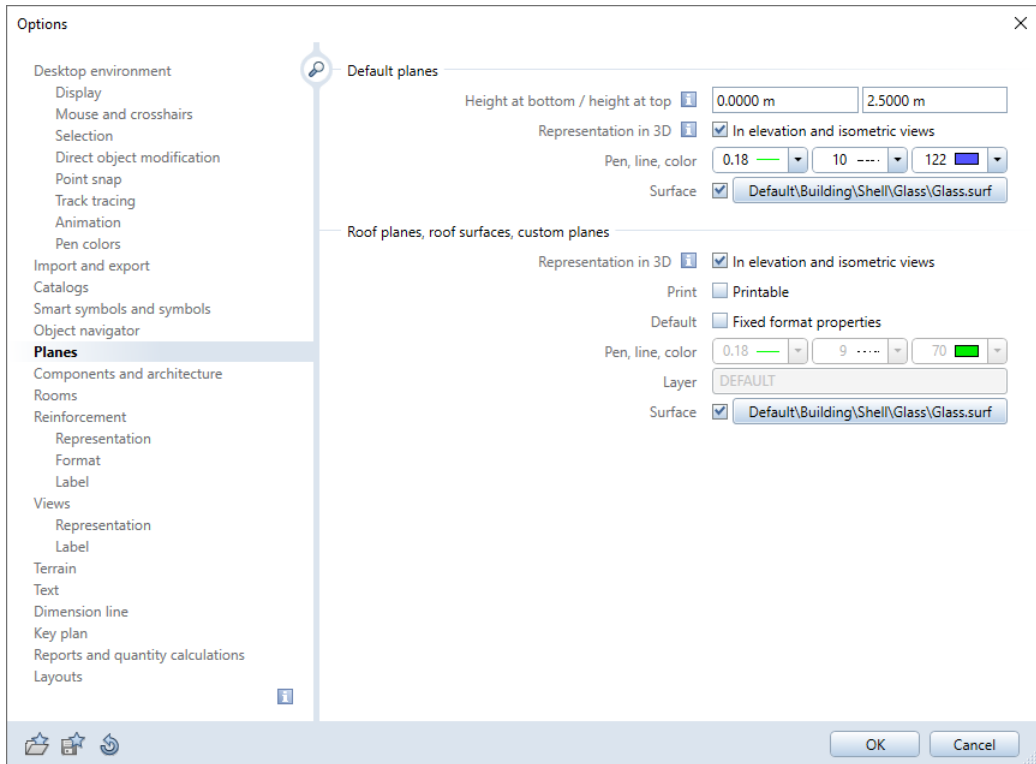 Options
Desktop environment
Display
Mouse and crosshairs
Selection
Direct object modification
Point snap
Track tracing
Animation
Pen colors
Import and export
Catalogs
Smart symbols and symbols
Object navigator
Planes
Components and architecture
Rooms
Reinforcement
Representation
Format
Label
Views
Representation
Label
Terrain
Text
Dimension line
Key plan
Reports and quantity calculations
Layouts
Default planes
Height at bottom / height at top 0.0000 m 2.5000 m
Representation in 3D In elevation and isometric views
Pen, line, color 0.18 10 122
Surface Default\Building\Shell\Glass\Glass.surf
Roof planes, roof surfaces, custom planes
Representation in 3D In elevation and isometric views
Print Printable
Default Fixed format properties
Pen, line, color 0.18 9 70
Layer DEFAULT
Surface Default\Building\Shell\Glass\Glass.surf
OK Cancel